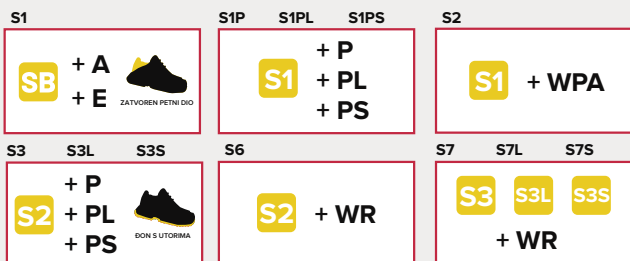 S1
SB
+ A
+ E
ZATVOREN PETNI DIO
S1P S1PL S1PS
S1
+ P
+ PL
+ PS
S2
S1 + WPA
S3 S3L S3S
S2
+ P
+ PL
+ PS
ĐON S UTORIMA
S6
S2 + WR
S7 S7L S7S
S3 S3L S3S
+ WR